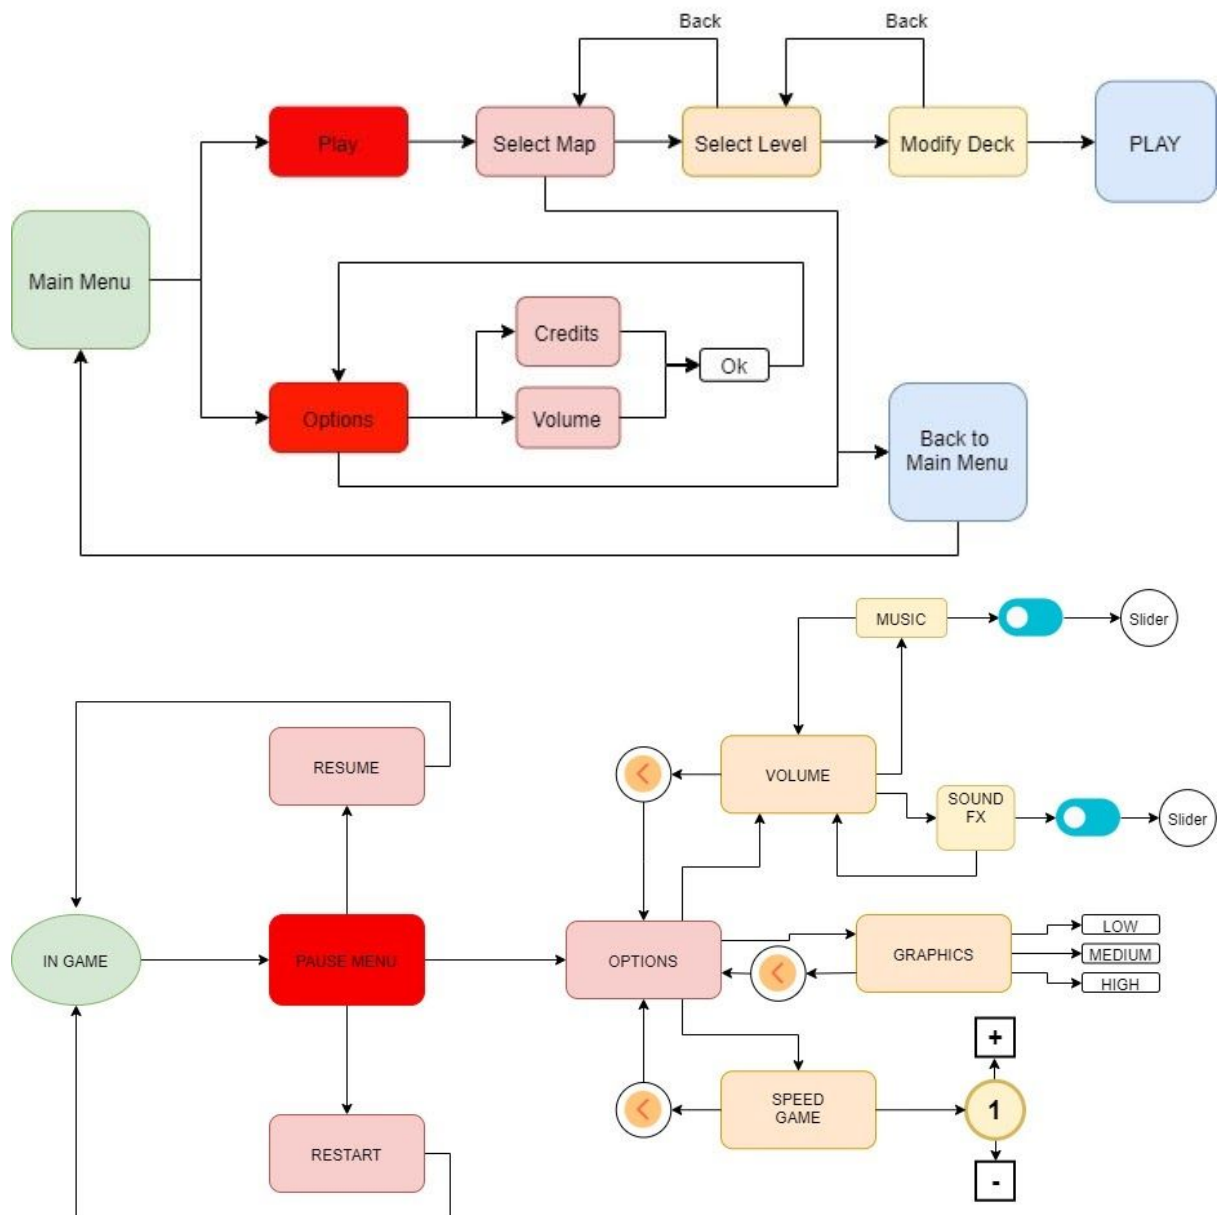 Back
Back
Play
Select Map
Select Level
Modify Deck
PLAY
Main Menu
Credits
Ok
Options
Volume
Back to
Main Menu
MUSIC
Slider
RESUME
VOLUME
SOUND
FX
Slider
IN GAME
PAUSE MENU
OPTIONS
GRAPHICS
LOW
MEDIUM
HIGH
+
SPEED
GAME
1
-
RESTART